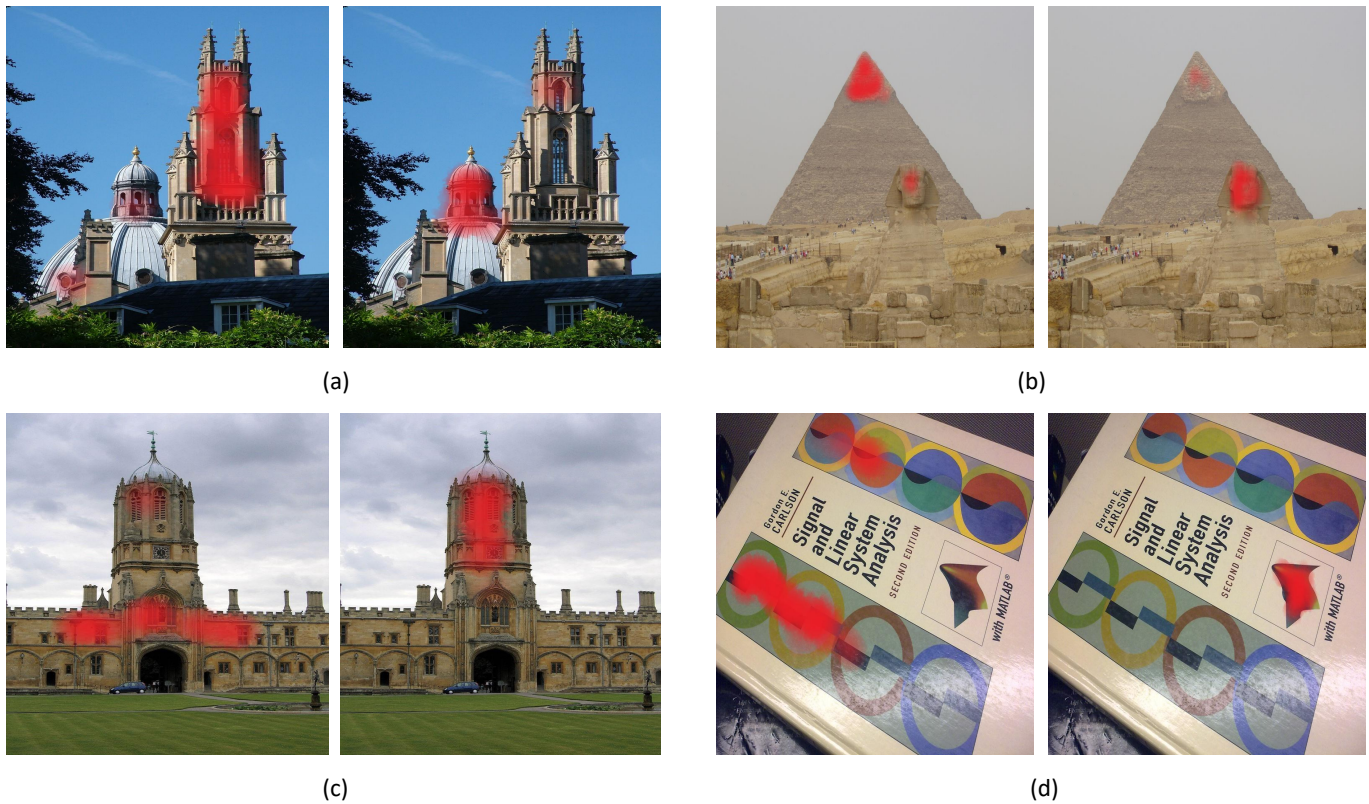 (a)
(b)
Gordon E.
CARLSON
Signal
and
Linear
System
Analysis
SECOND EDITION
with MATLAB®
Gordon E.
CARLSON
Signal
and
Linear
System
Analysis
SECOND EDITION
with MATLAB®
(c)
(d)